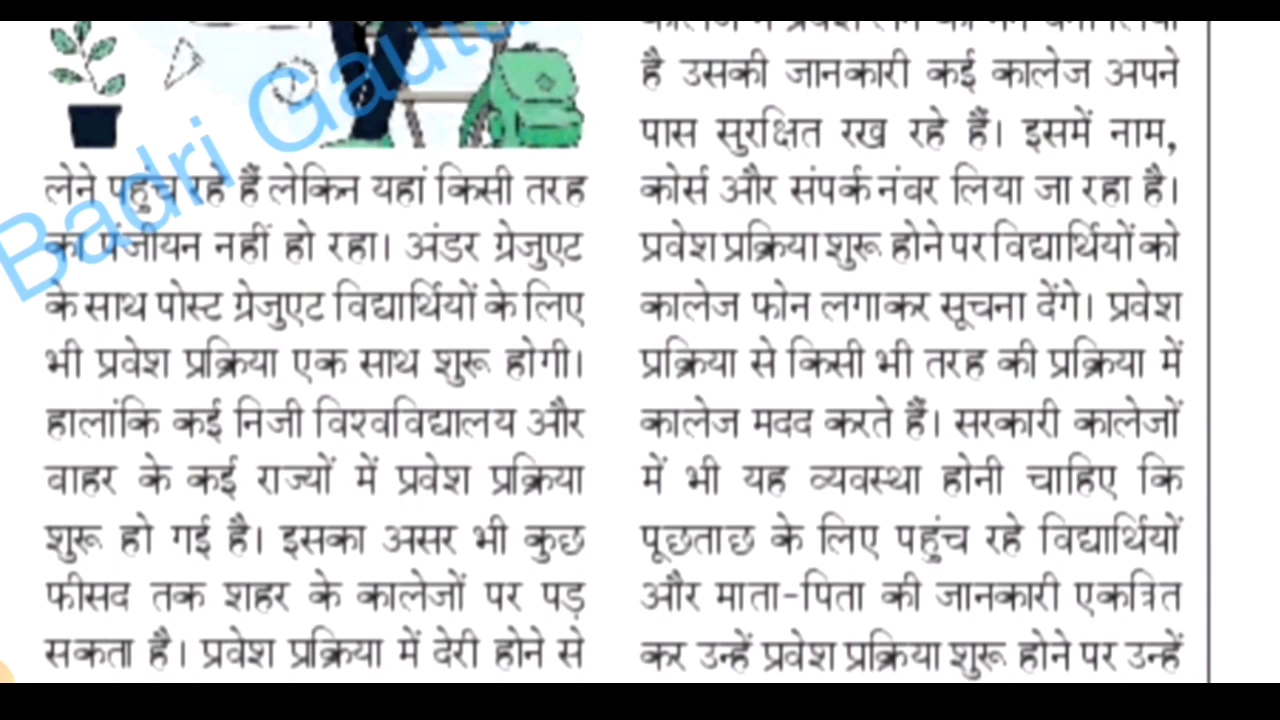 Badri Gaut
लेने पहुंच रहे हैं लेकिन यहां किसी तरह
का पंजीयन नहीं हो रहा। अंडर ग्रेजुएट
के साथ पोस्ट ग्रेजुएट विद्यार्थियों के लिए
भी प्रवेश प्रक्रिया एक साथ शुरू होगी।
हालांकि कई निजी विश्वविद्यालय और
वाहर के कई राज्यों में प्रवेश प्रक्रिया
शुरू हो गई है। इसका असर भी कुछ
फीसद तक शहर के कालेजों पर पड़
सकता है। प्रवेश प्रक्रिया में देरी होने से
है उसकी जानकारी कई कालेज अपने
पास सुरक्षित रख रहे हैं। इसमें नाम,
कोर्स और संपर्क नंवर लिया जा रहा है।
प्रवेश प्रक्रिया शुरू होने पर विद्यार्थियों को
कालेज फोन लगाकर सूचना देंगे। प्रवेश
प्रक्रिया से किसी भी तरह की प्रक्रिया में
कालेज मदद करते हैं। सरकारी कालेजों
में भी यह व्यवस्था होनी चाहिए कि
पूछताछ के लिए पहुंच रहे विद्यार्थियों
और माता-पिता की जानकारी एकत्रित
कर उन्हें प्रवेश प्रक्रिया शुरू होने पर उन्हें